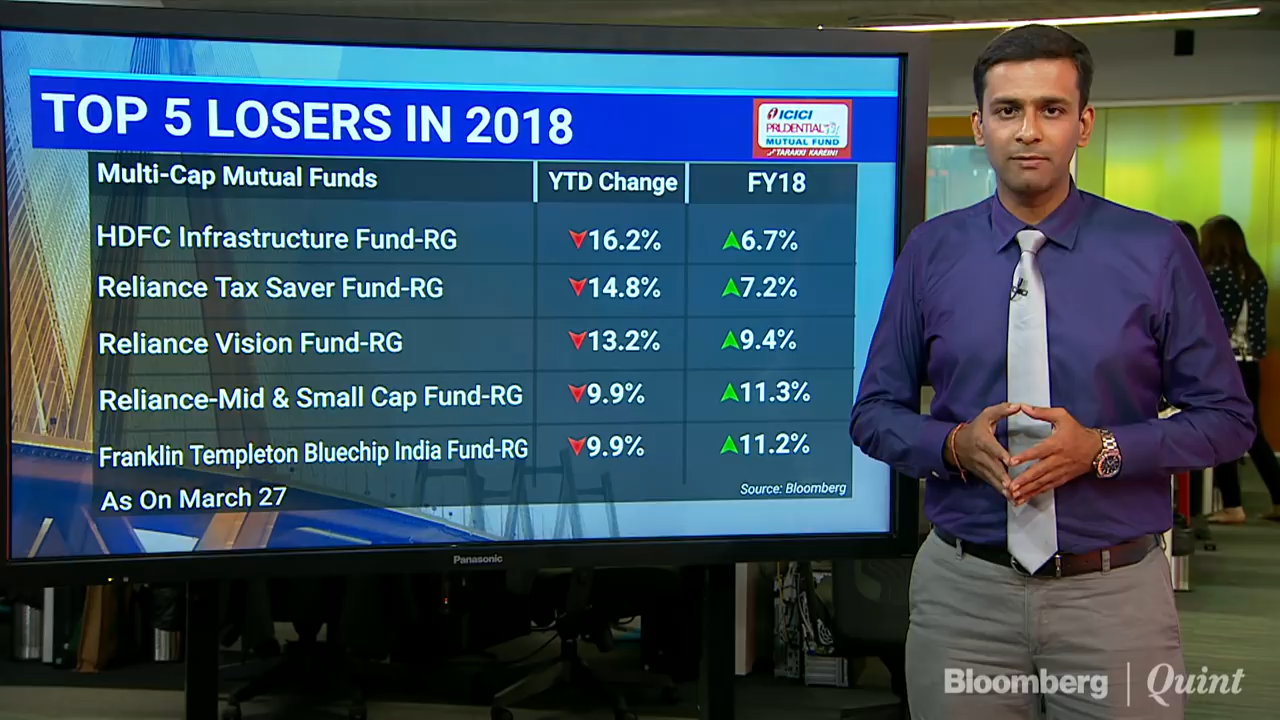 TOP 5 LOSERS IN 2018
ICICI
PRUDENTIAL
MUTUAL FUND
TARAKKI KAREIN!
Multi-Cap Mutual Funds YTD Change FY18
HDFC Infrastructure Fund-RG 16.2% 6.7%
Reliance Tax Saver Fund-RG 14.8% 7.2%
Reliance Vision Fund-RG 13.2% 9.4%
Reliance-Mid & Small Cap Fund-RG 9.9% 11.3%
Franklin Templeton Bluechip India Fund-RG 9.9% 11.2%
As On March 27 Source: Bloomberg
Panasonic
Bloomberg | Quint